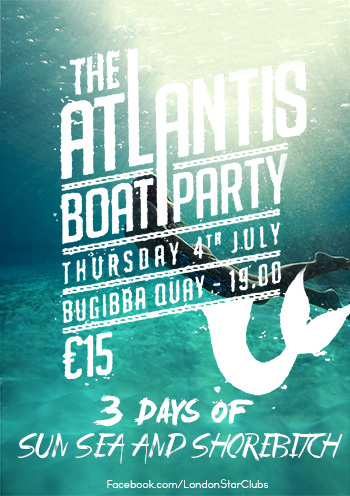 THE
ATLANTIS
BOAT PARTY
THURSDAY 4TH JULY
BUGIBBA QUAY - 19.00
€15
3 DAYS OF
SUN SEA AND SHOREBITCH
Facebook.com/LondonStarClubs